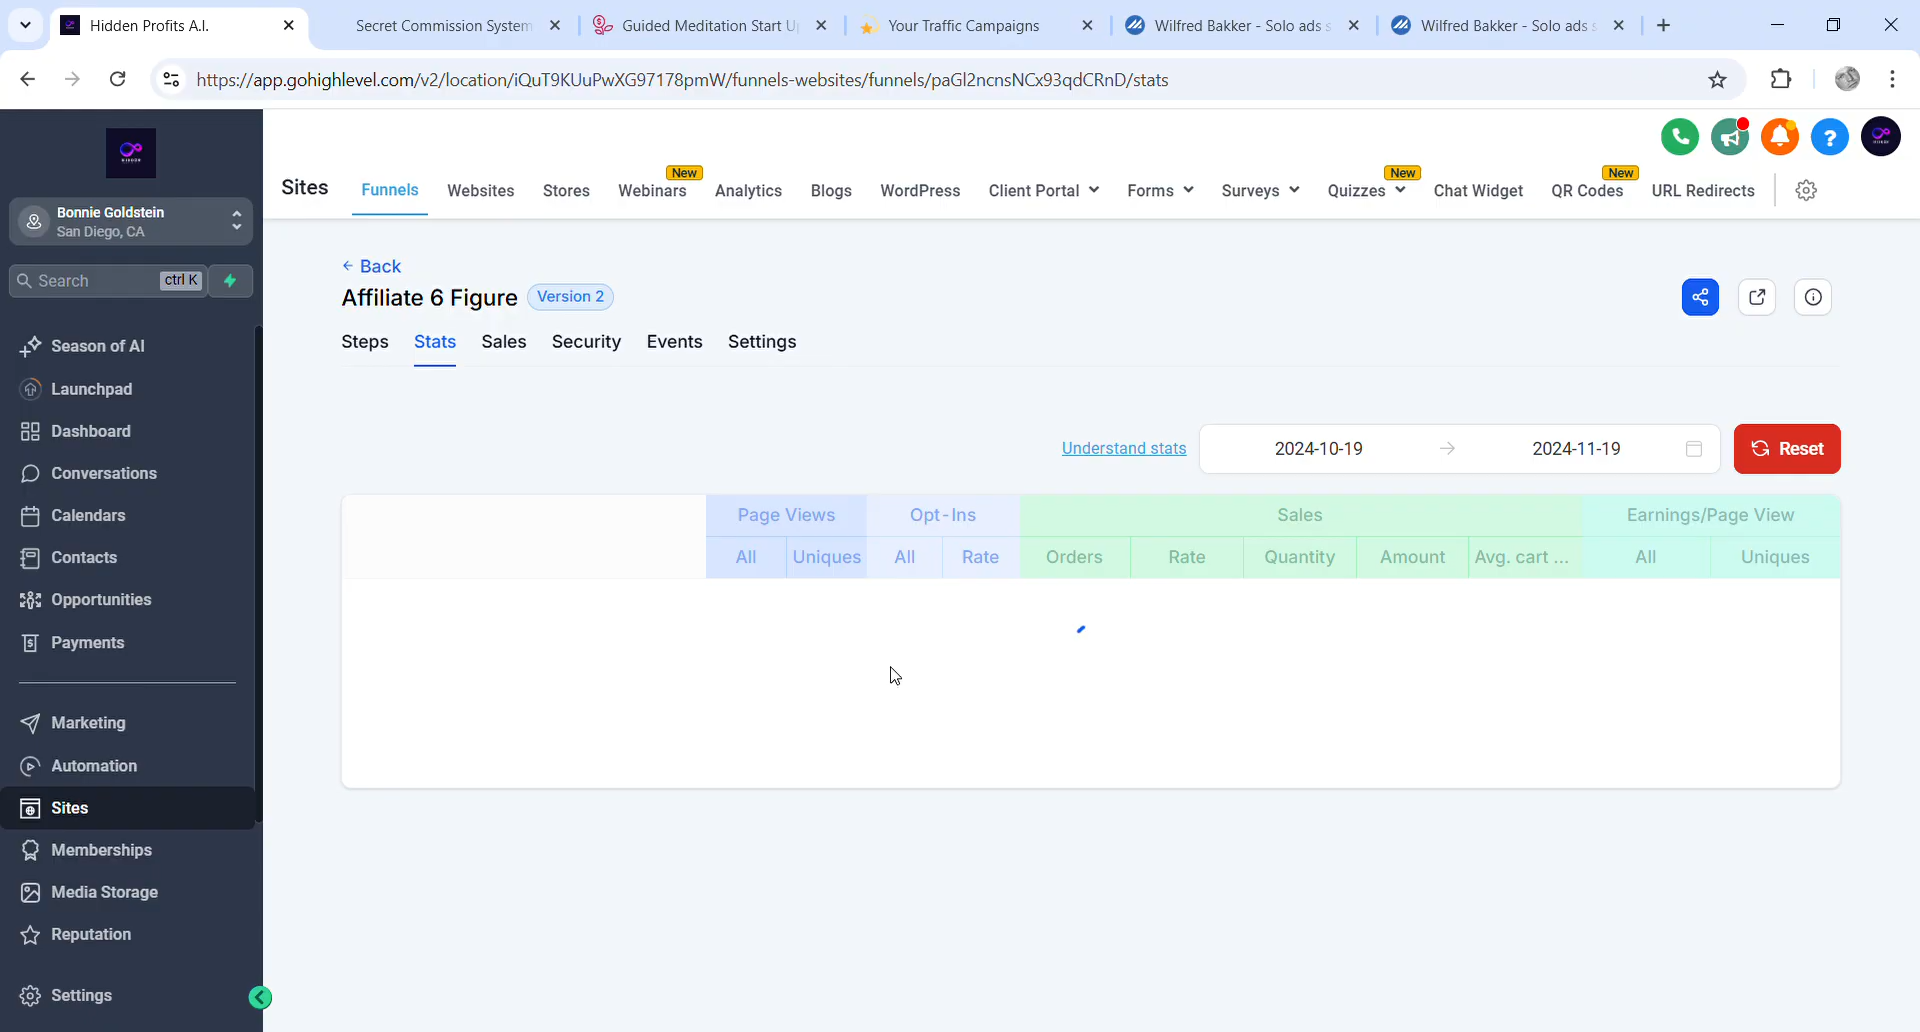 Hidden Profits A.I.
Secret Commission System
Guided Meditation Start U
Your Traffic Campaigns
Wilfred Bakker - Solo ads s
Wilfred Bakker - Solo ads s
https://app.gohighlevel.com/v2/location/iQuT9KUuPwXG97178pmW/funnels-websites/funnels/paGl2ncnsNCx93qdCRnD/stats
Bonnie Goldstein
San Diego, CA
Search ctrl K
Season of AI
Launchpad
Dashboard
Conversations
Calendars
Contacts
Opportunities
Payments
Marketing
Automation
Sites
Memberships
Media Storage
Reputation
Settings
New New New
Sites Funnels Websites Stores Webinars Analytics Blogs WordPress Client Portal Forms Surveys Quizzes Chat Widget QR Codes URL Redirects
← Back
Affiliate 6 Figure Version 2
Steps Stats Sales Security Events Settings
Understand stats 2024-10-19 → 2024-11-19 Reset
Page Views Opt-Ins Sales Earnings/Page View
All Uniques All Rate Orders Rate Quantity Amount Avg. cart ... All Uniques